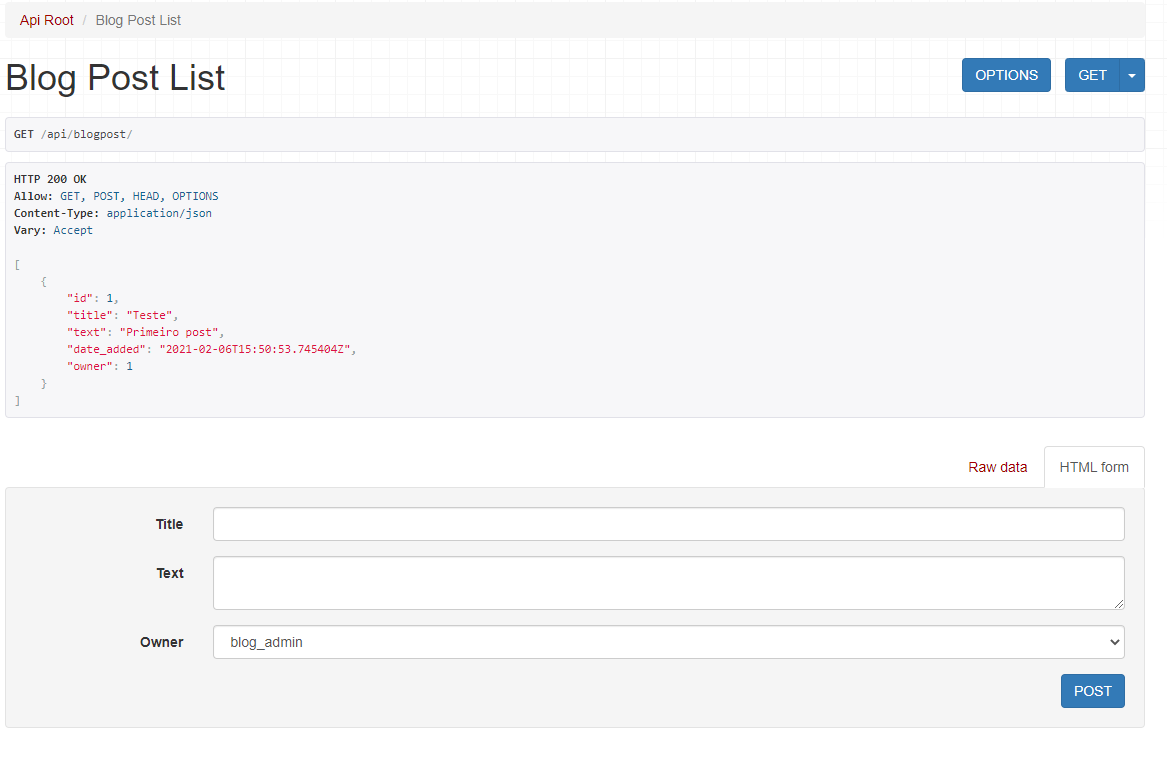 Api Root / Blog Post List
Blog Post List
OPTIONS
GET
GET /api/blogpost/
HTTP 200 OK
Allow: GET, POST, HEAD, OPTIONS
Content-Type: application/json
Vary: Accept
[
    {
        "id": 1,
        "title": "Teste",
        "text": "Primeiro post",
        "date_added": "2021-02-06T15:50:53.745404Z",
        "owner": 1
    }
]
Raw data
HTML form
Title
Text
Owner
blog_admin
POST